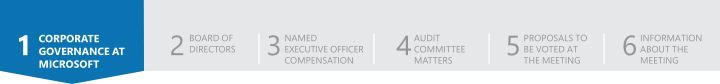 1 CORPORATE
GOVERNANCE AT
MICROSOFT
2 BOARD OF
DIRECTORS
3 NAMED
EXECUTIVE OFFICER
COMPENSATION
4 AUDIT
COMMITTEE
MATTERS
5 PROPOSALS TO
BE VOTED AT
THE MEETING
6 INFORMATION
ABOUT THE
MEETING